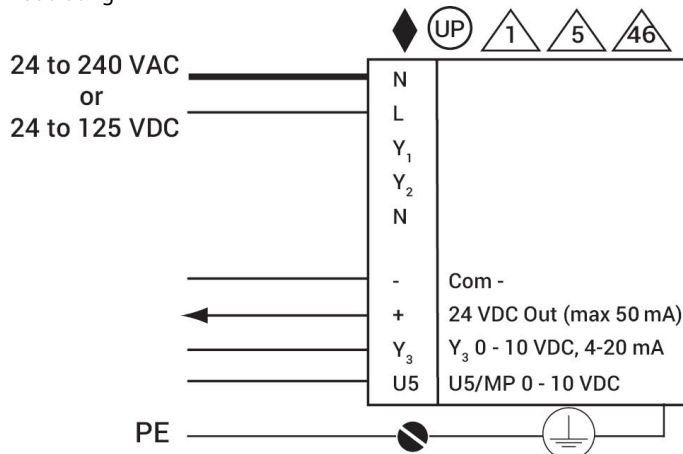 UP 1 5 46
24 to 240 VAC
or
24 to 125 VDC
N
L
Y₁
Y₂
N
- Com -
+ 24 VDC Out (max 50 mA)
Y₃ Y₃ 0 - 10 VDC, 4-20 mA
U5 U5/MP 0 - 10 VDC
PE